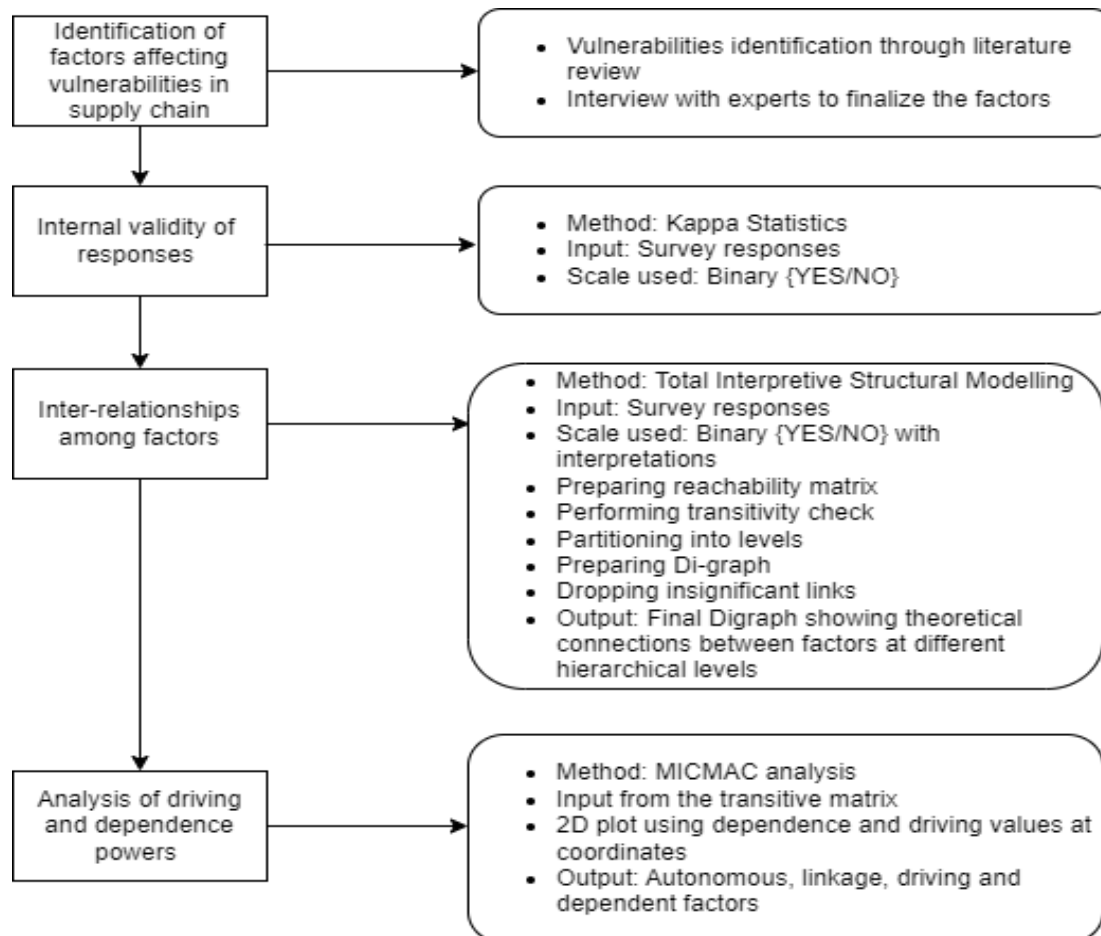 Identification of
factors affecting
vulnerabilities in
supply chain
• Vulnerabilities identification through literature
review
• Interview with experts to finalize the factors
Internal validity of
responses
• Method: Kappa Statistics
• Input: Survey responses
• Scale used: Binary {YES/NO}
Inter-relationships
among factors
• Method: Total Interpretive Structural Modelling
• Input: Survey responses
• Scale used: Binary {YES/NO} with
interpretations
• Preparing reachability matrix
• Performing transitivity check
• Partitioning into levels
• Preparing Di-graph
• Dropping insignificant links
• Output: Final Digraph showing theoretical
connections between factors at different
hierarchical levels
Analysis of driving
and dependence
powers
• Method: MICMAC analysis
• Input from the transitive matrix
• 2D plot using dependence and driving values at
coordinates
• Output: Autonomous, linkage, driving and
dependent factors